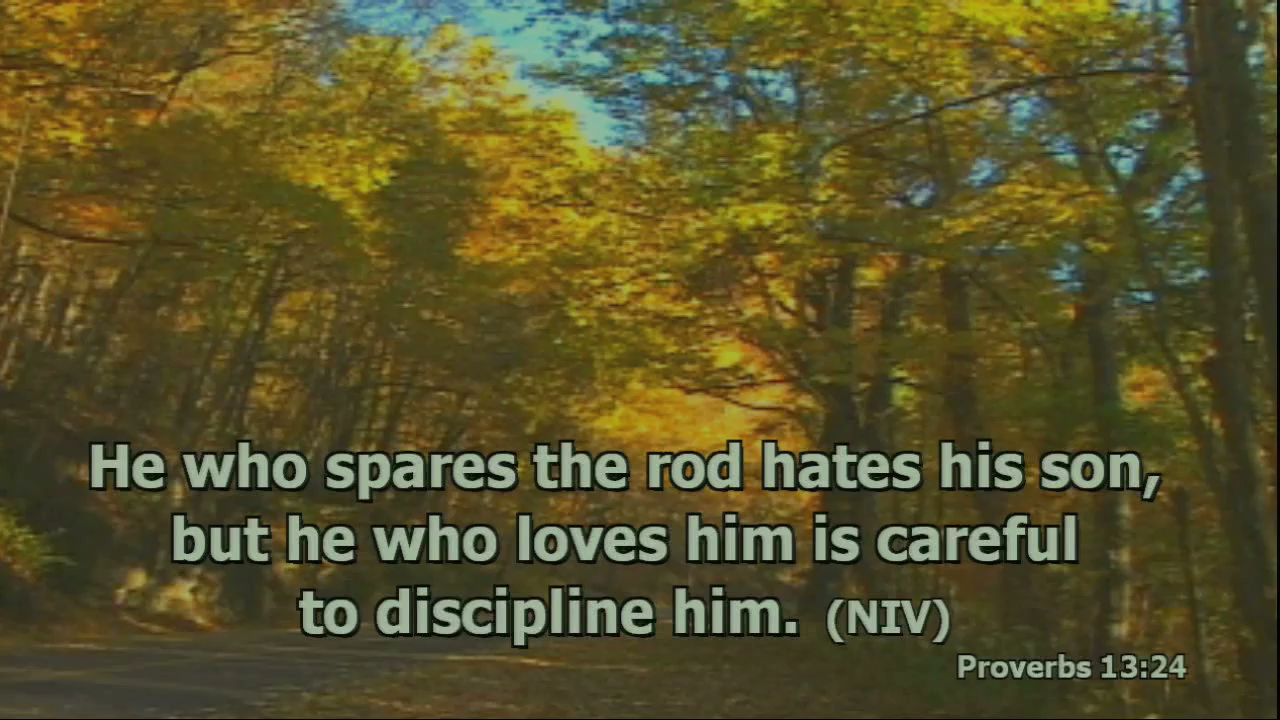 He who spares the rod hates his son,
but he who loves him is careful
to discipline him. (NIV)
Proverbs 13:24